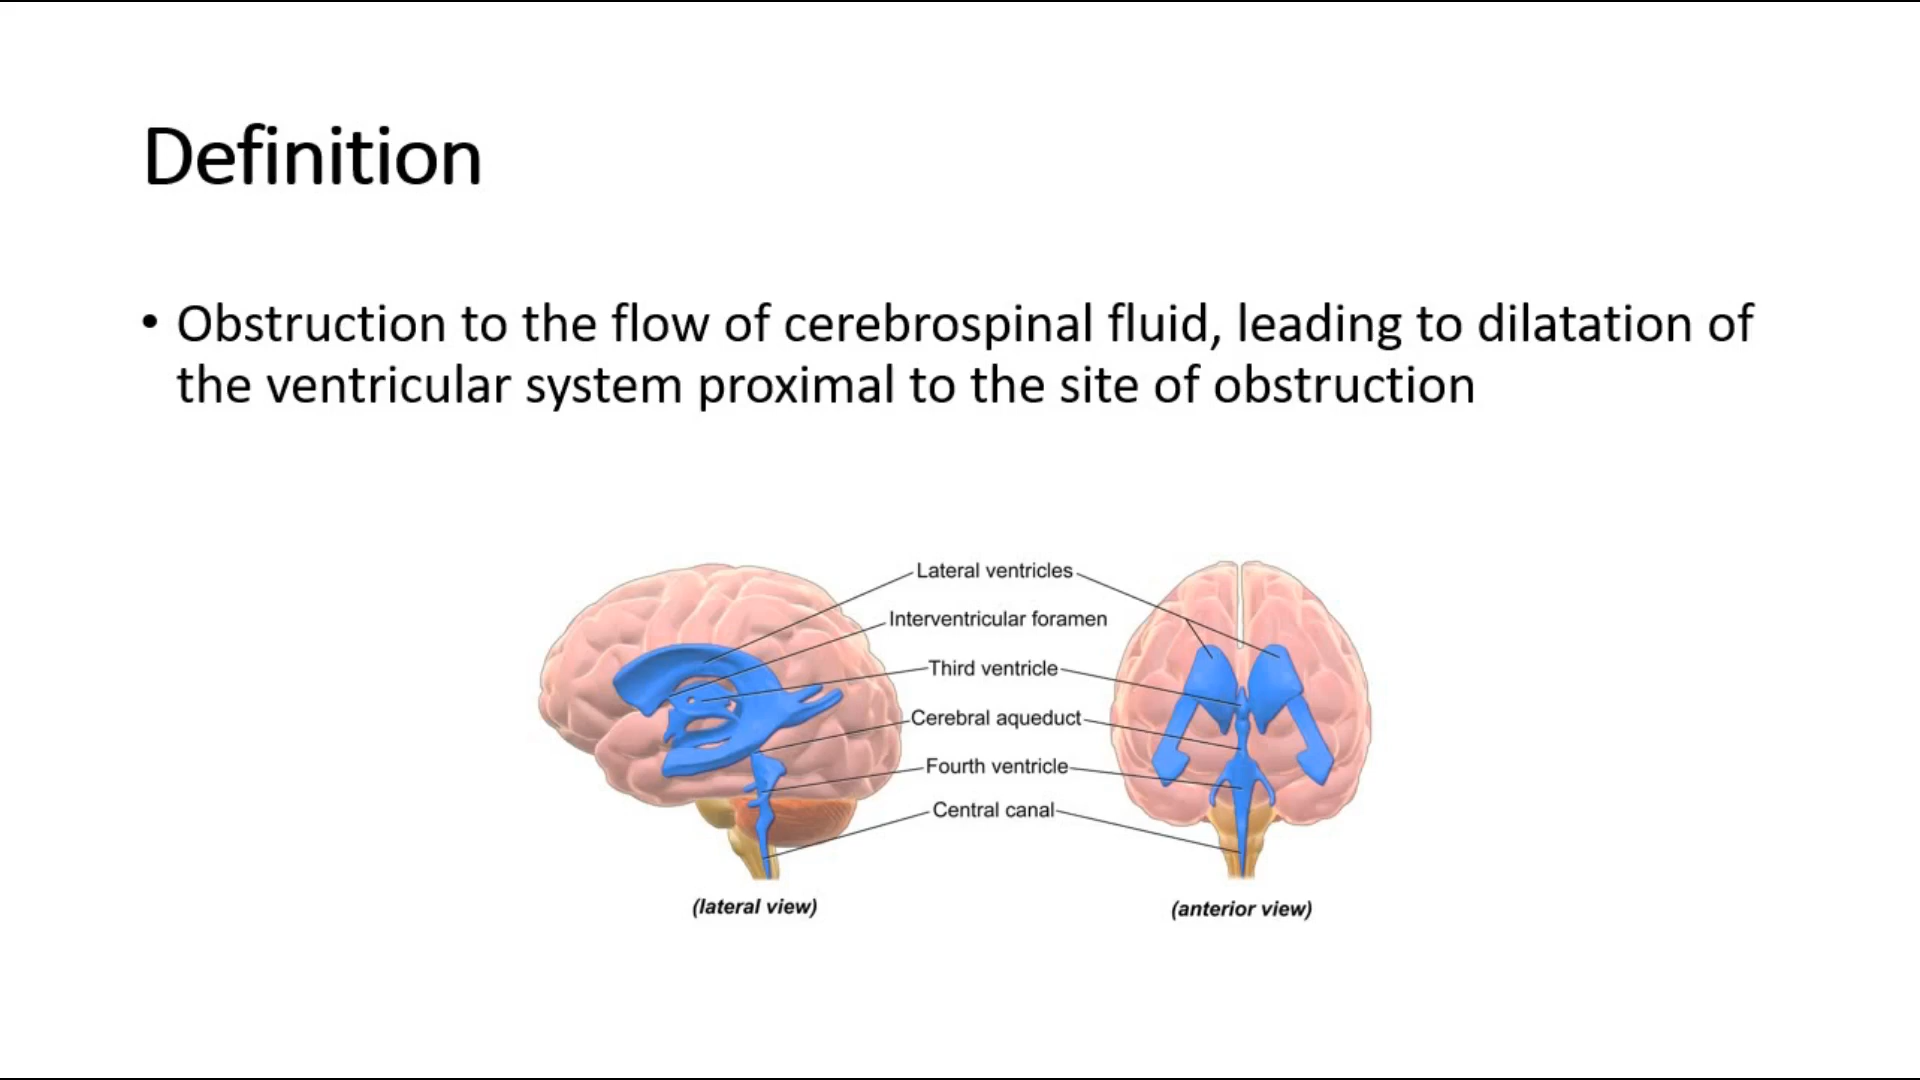 Definition
• Obstruction to the flow of cerebrospinal fluid, leading to dilatation of
the ventricular system proximal to the site of obstruction
Lateral ventricles
Interventricular foramen
Third ventricle
Cerebral aqueduct
Fourth ventricle
Central canal
(lateral view)
(anterior view)